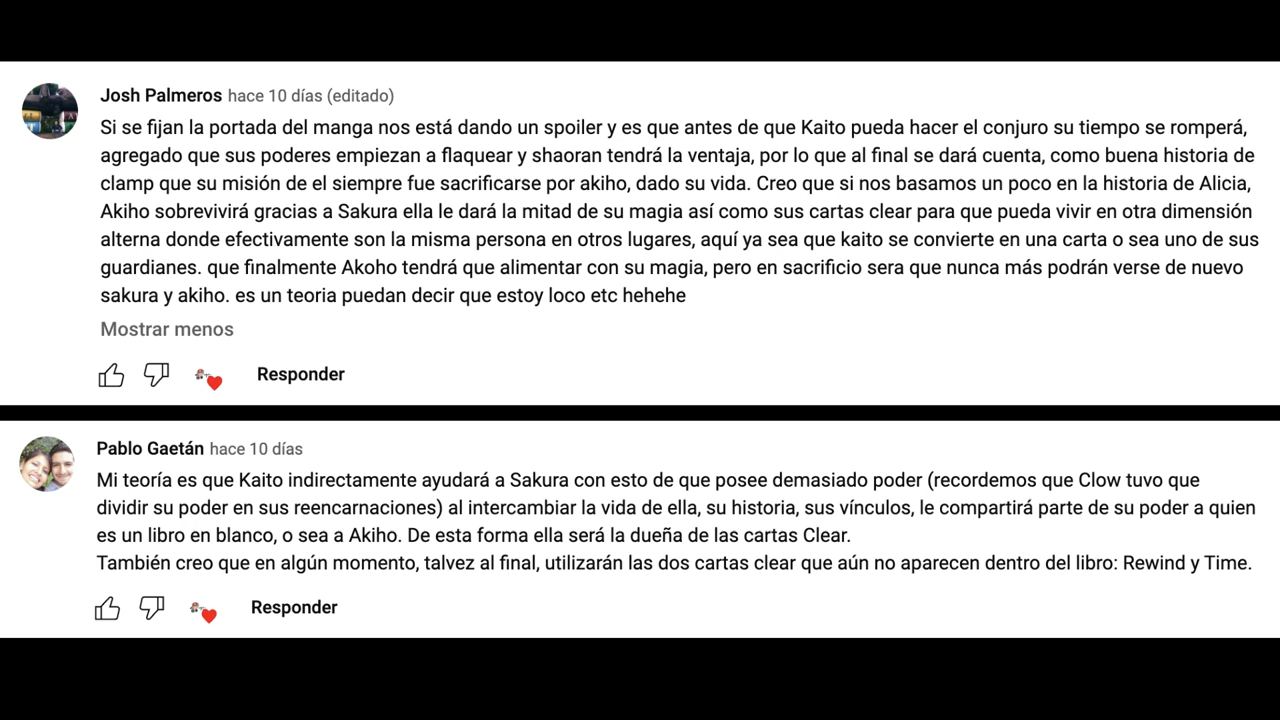 Josh Palmeros hace 10 días (editado)
Si se fijan la portada del manga nos está dando un spoiler y es que antes de que Kaito pueda hacer el conjuro su tiempo se romperá,
agregado que sus poderes empiezan a flaquear y shaoran tendrá la ventaja, por lo que al final se dará cuenta, como buena historia de
clamp que su misión de el siempre fue sacrificarse por akiho, dado su vida. Creo que si nos basamos un poco en la historia de Alicia,
Akiho sobrevivirá gracias a Sakura ella le dará la mitad de su magia así como sus cartas clear para que pueda vivir en otra dimensión
alterna donde efectivamente son la misma persona en otros lugares, aquí ya sea que kaito se convierte en una carta o sea uno de sus
guardianes. que finalmente Akoho tendrá que alimentar con su magia, pero en sacrificio sera que nunca más podrán verse de nuevo
sakura y akiho. es un teoria puedan decir que estoy loco etc hehehe
Mostrar menos
Responder
Pablo Gaetán hace 10 días
Mi teoría es que Kaito indirectamente ayudará a Sakura con esto de que posee demasiado poder (recordemos que Clow tuvo que
dividir su poder en sus reencarnaciones) al intercambiar la vida de ella, su historia, sus vínculos, le compartirá parte de su poder a quien
es un libro en blanco, o sea a Akiho. De esta forma ella será la dueña de las cartas Clear.
También creo que en algún momento, talvez al final, utilizarán las dos cartas clear que aún no aparecen dentro del libro: Rewind y Time.
Responder